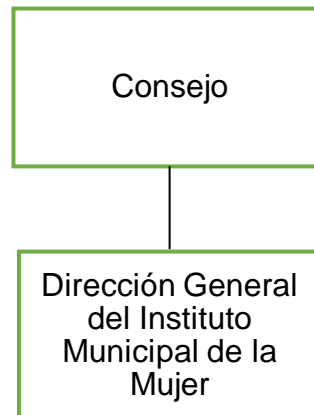 Consejo
Dirección General
del Instituto
Municipal de la
Mujer